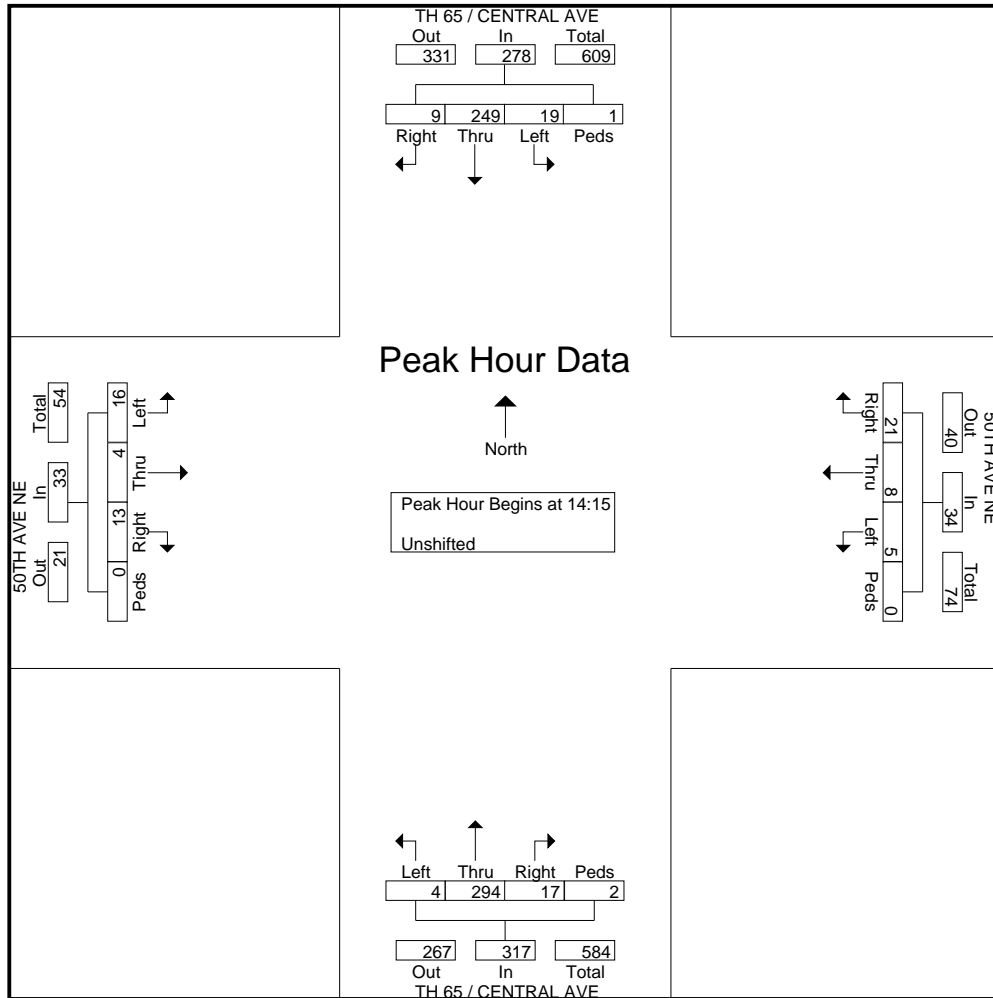 TH 65 / CENTRAL AVE
Out In Total
331 278 609
9 249 19 1
Right Thru Left Peds
Peak Hour Data
North
Peak Hour Begins at 14:15
Unshifted
50TH AVE NE
Total In Out
54 33 21
16 4 13 0
Left Thru Right Peds
50TH AVE NE
Out In Total
40 34 74
21 8 5 0
Right Thru Left Peds
Left Thru Right Peds
4 294 17 2
267 317 584
Out In Total
TH 65 / CENTRAL AVE